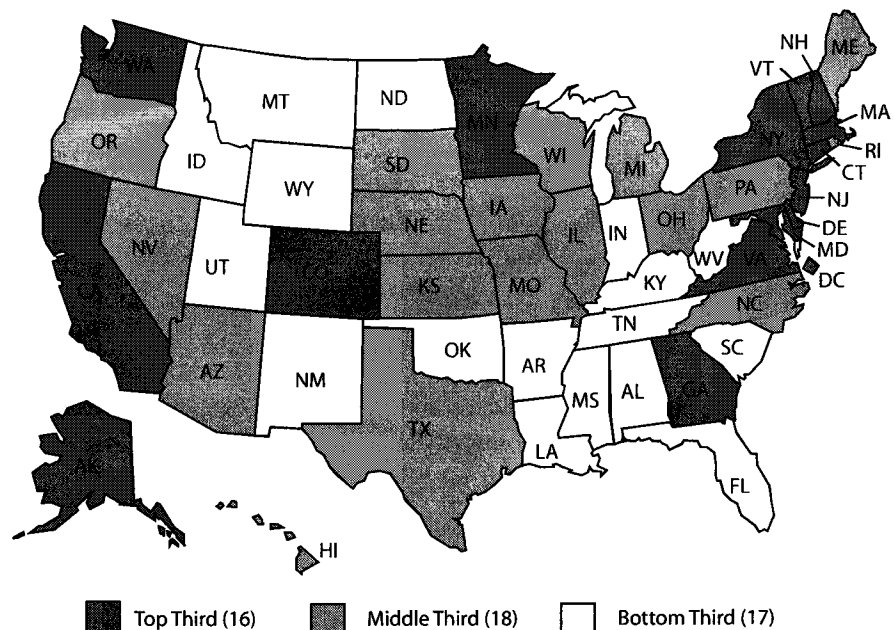 WA
MT
ND
MN
OR
ID
SD
WI
MI
NY
VT
NH
ME
MA
RI
CT
WY
NE
IA
PA
NJ
NV
UT
CO
KS
MO
IL
IN
OH
WV
VA
DE
MD
DC
CA
KY
NC
AZ
NM
OK
AR
TN
SC
TX
LA
MS
AL
GA
FL
AK
HI
Top Third (16) Middle Third (18) Bottom Third (17)